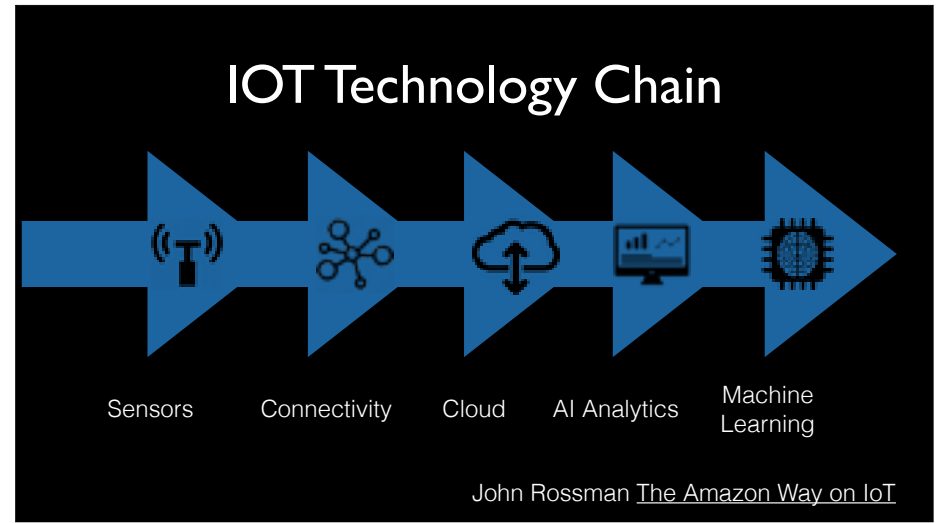 IOT Technology Chain
Sensors
Connectivity
Cloud
AI Analytics
Machine
Learning
John Rossman The Amazon Way on IoT